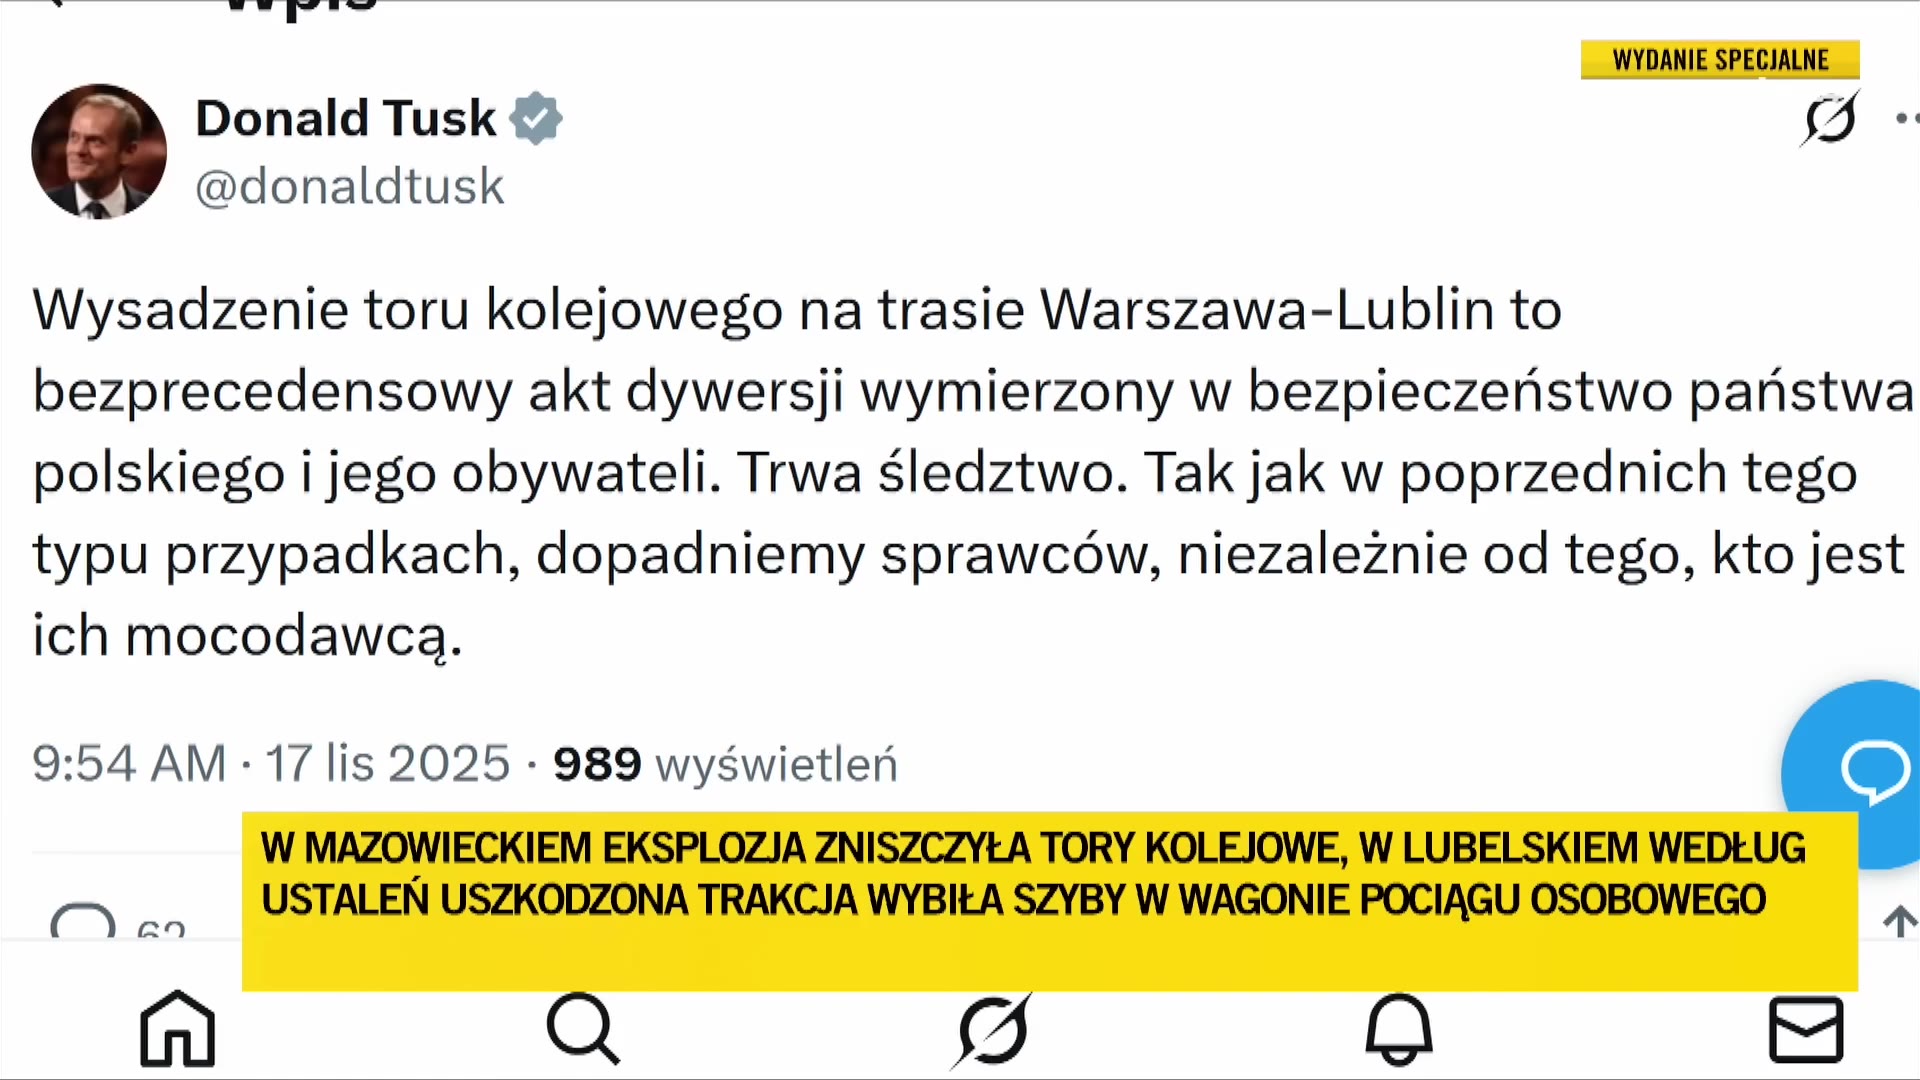 Wpis
WYDANIE SPECJALNE
Donald Tusk
@donaldtusk
Wysadzenie toru kolejowego na trasie Warszawa-Lublin to
bezprecedensowy akt dywersji wymierzony w bezpieczeństwo państwa
polskiego i jego obywateli. Trwa śledztwo. Tak jak w poprzednich tego
typu przypadkach, dopadniemy sprawców, niezależnie od tego, kto jest
ich mocodawcą.
9:54 AM · 17 lis 2025 · 989 wyświetleń
W MAZOWIECKIEM EKSPLOZJA ZNISZCZYŁA TORY KOLEJOWE, W LUBELSKIEM WEDŁUG
USTALEŃ USZKODZONA TRAKCJA WYBIŁA SZYBY W WAGONIE POCIĄGU OSOBOWEGO
62